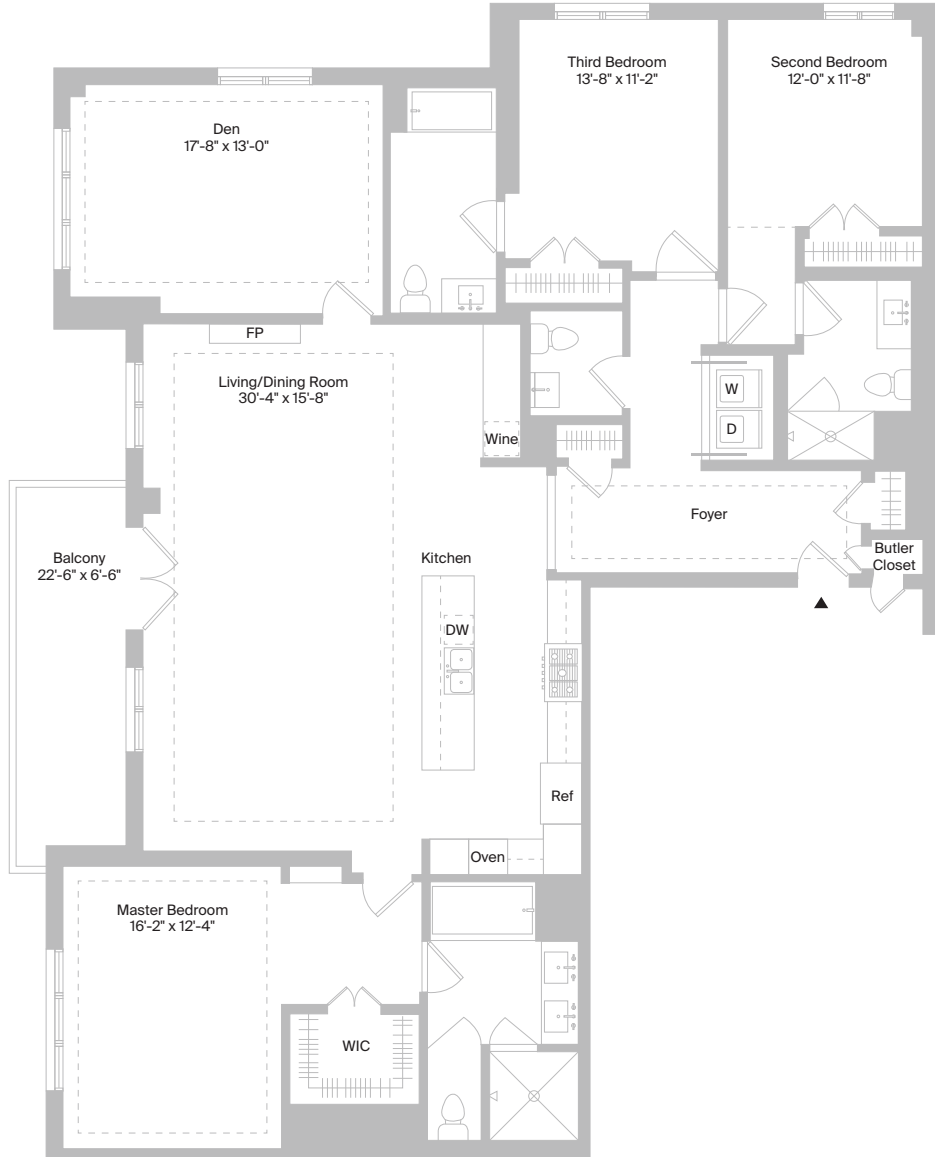 Third Bedroom
13'-8" x 11'-2"
Second Bedroom
12'-0" x 11'-8"
Den
17'-8" x 13'-0"
FP
Living/Dining Room
30'-4" x 15'-8"
W
D
Wine
Foyer
Butler
Closet
Balcony
22'-6" x 6'-6"
Kitchen
DW
Ref
Oven
Master Bedroom
16'-2" x 12'-4"
WIC